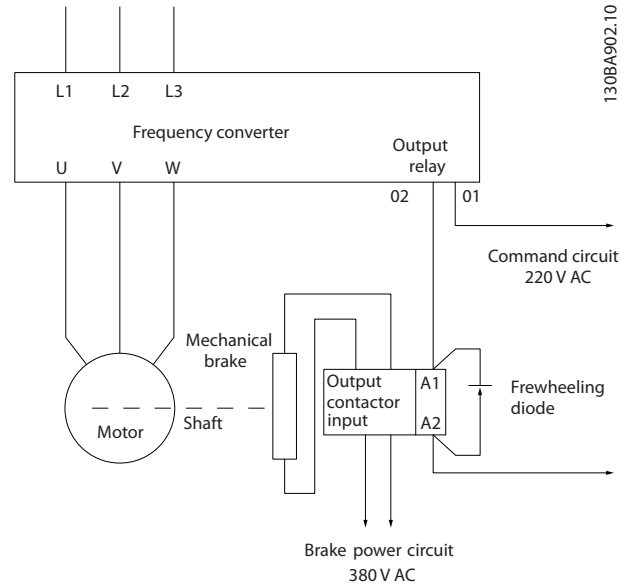 130BA902.10
L1 L2 L3
Frequency converter
Output
relay
U V W
02 01
Command circuit
220 V AC
Mechanical
brake
Output
contactor
input
A1
A2
Frewheeling
diode
Shaft
Motor
Brake power circuit
380 V AC